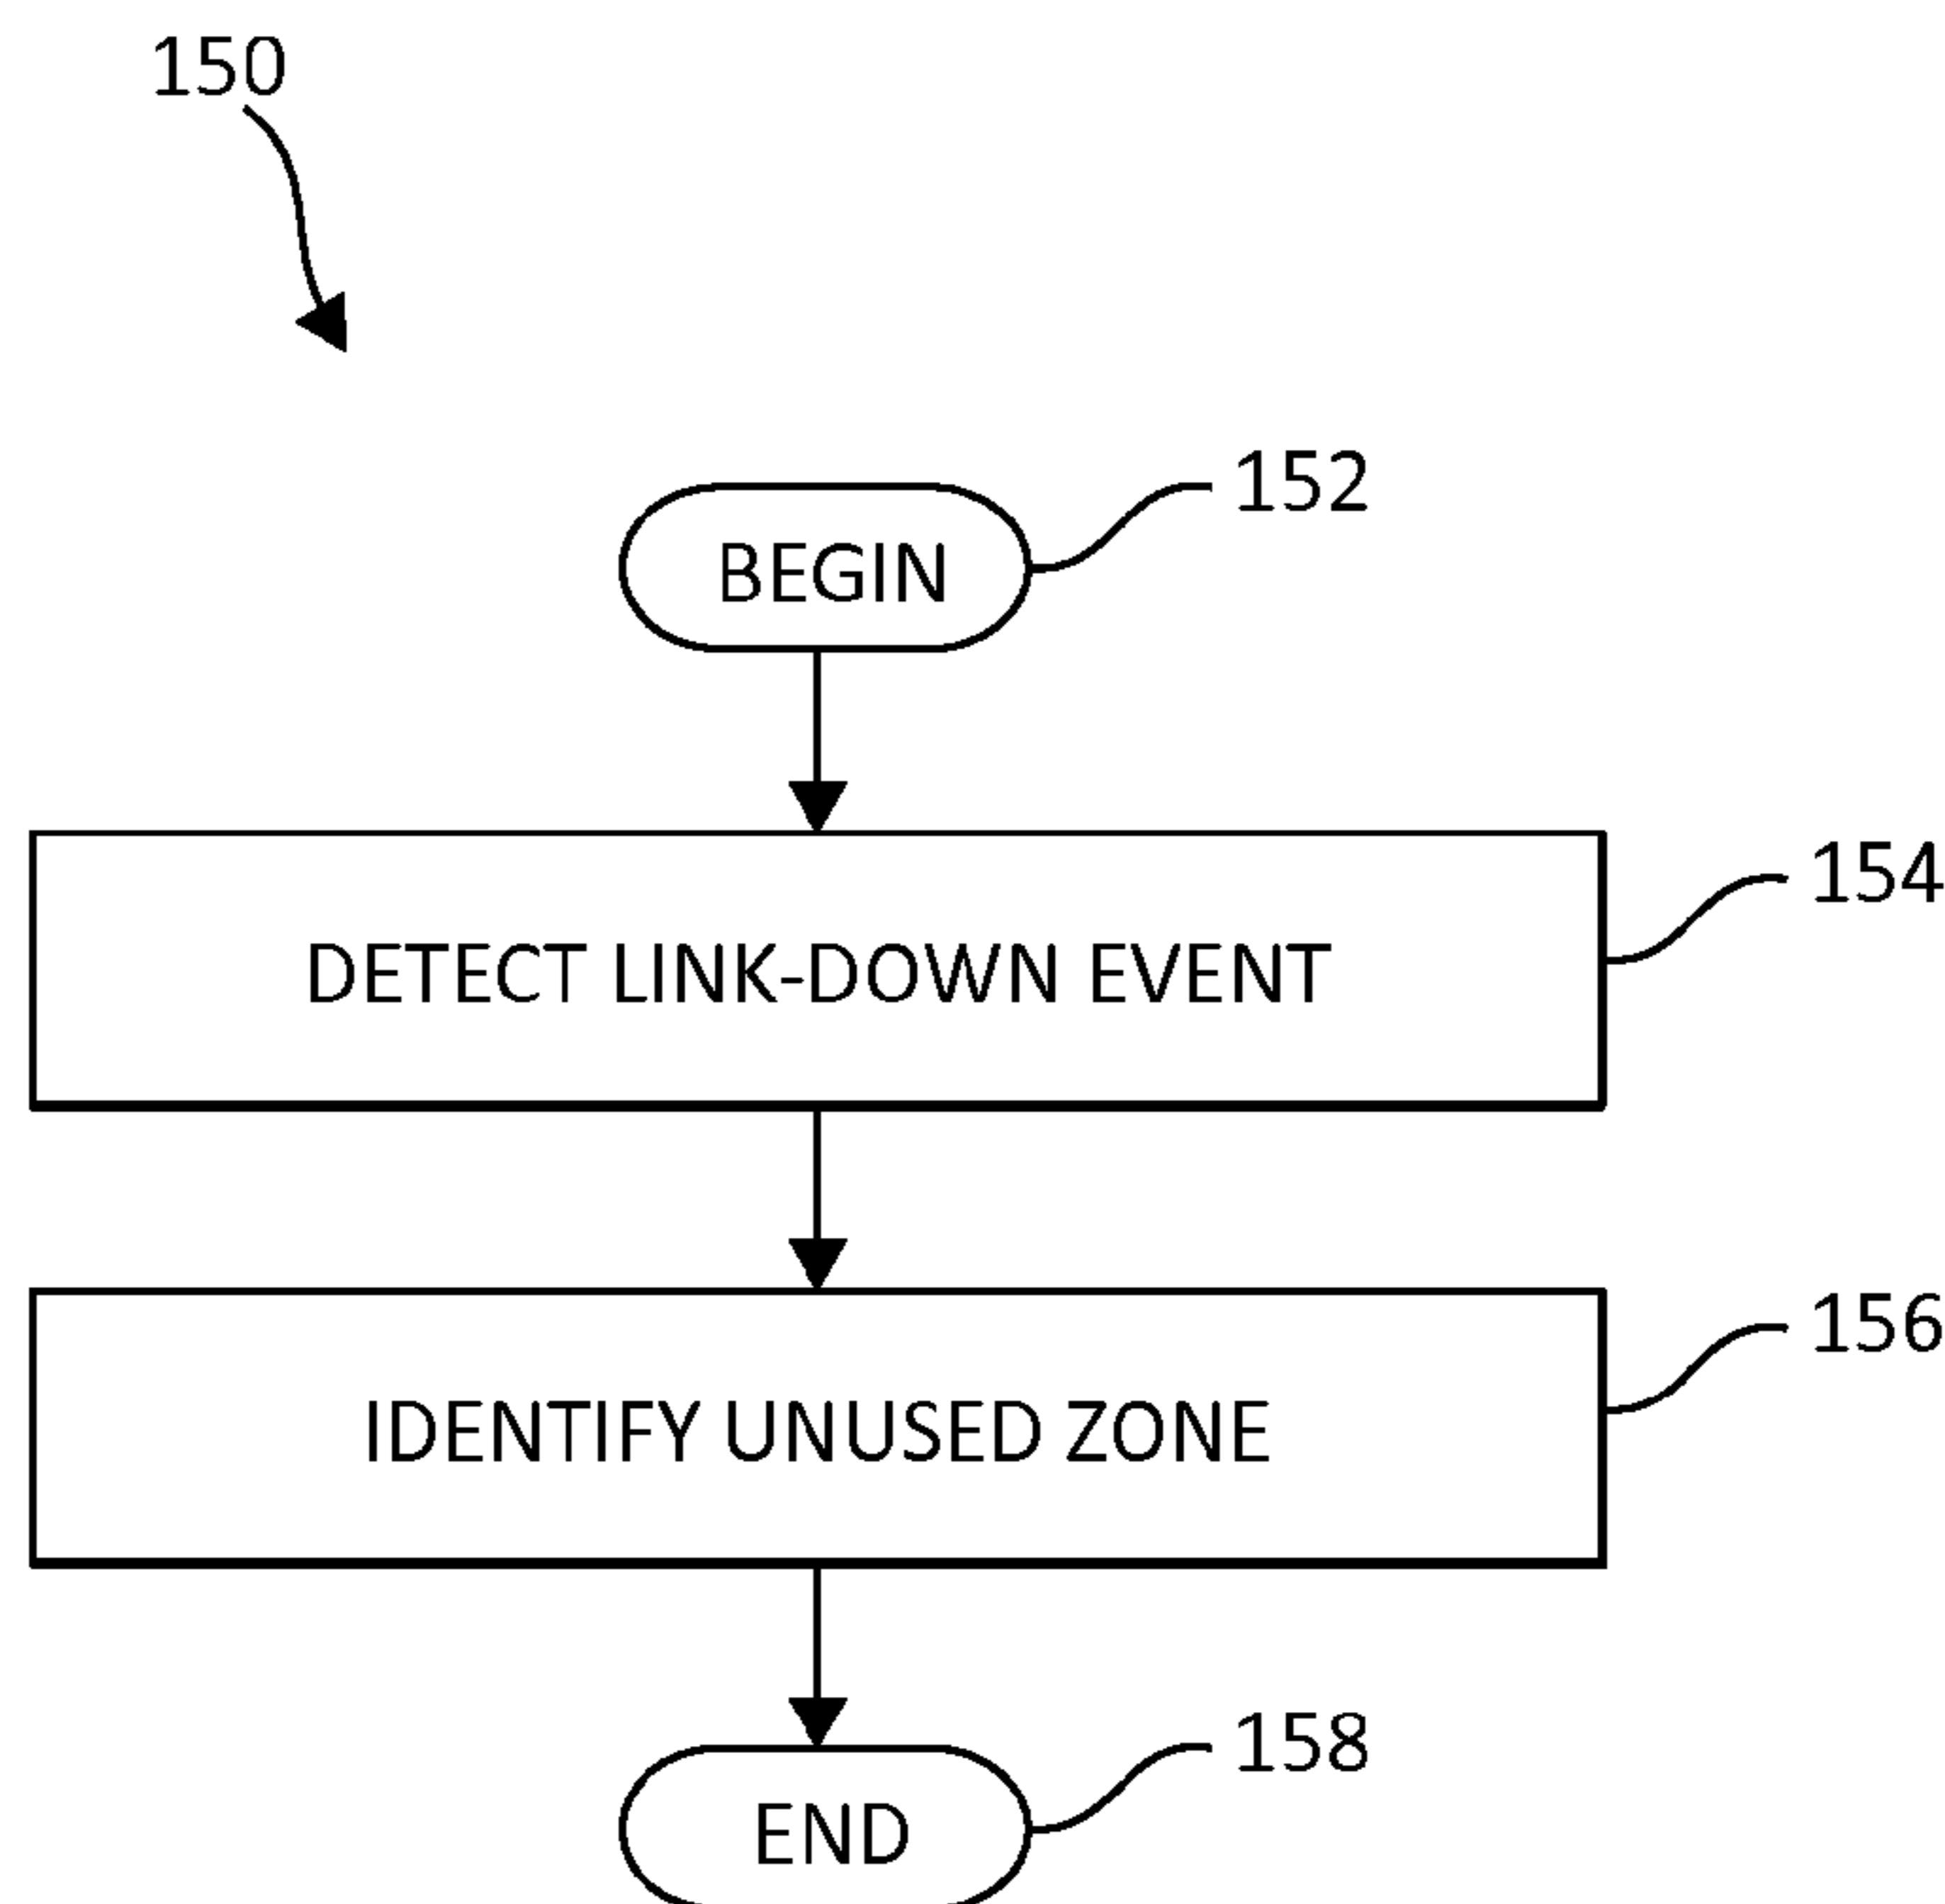 150
152
BEGIN
154
DETECT LINK-DOWN EVENT
156
IDENTIFY UNUSED ZONE
158
END